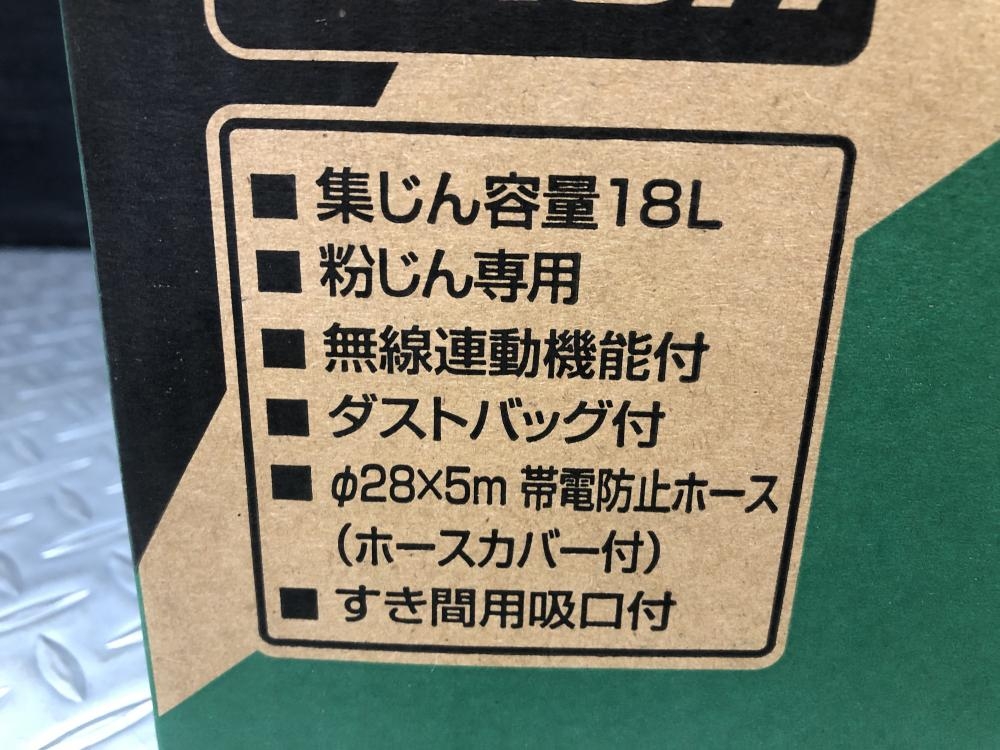 ■ 集じん容量18L
■ 粉じん専用
■ 無線連動機能付
■ ダストバッグ付
■ φ28×5m 帯電防止ホース
（ホースカバー付）
■ すき間用吸口付